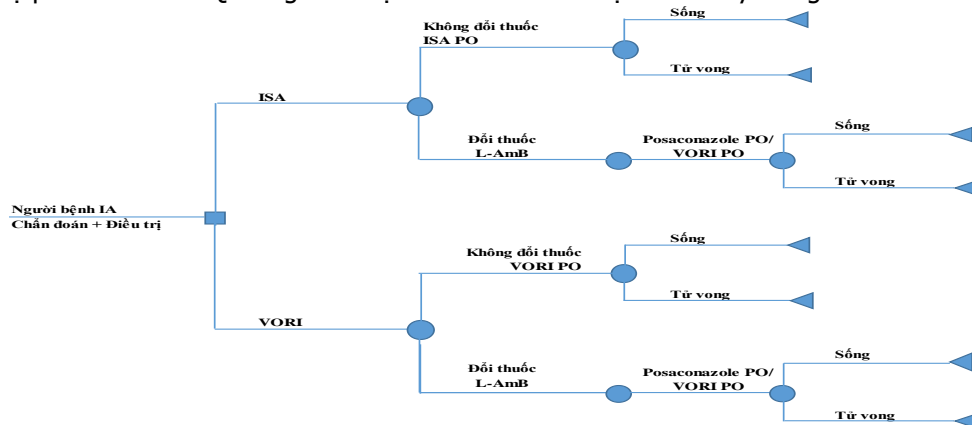 Không đổi thuốc
ISA PO
Sống
Tử vong
ISA
Đổi thuốc
L-AmB
Posaconazole PO/
VORI PO
Sống
Tử vong
Người bệnh IA
Chẩn đoán + Điều trị
Không đổi thuốc
VORI PO
Sống
Tử vong
VORI
Đổi thuốc
L-AmB
Posaconazole PO/
VORI PO
Sống
Tử vong